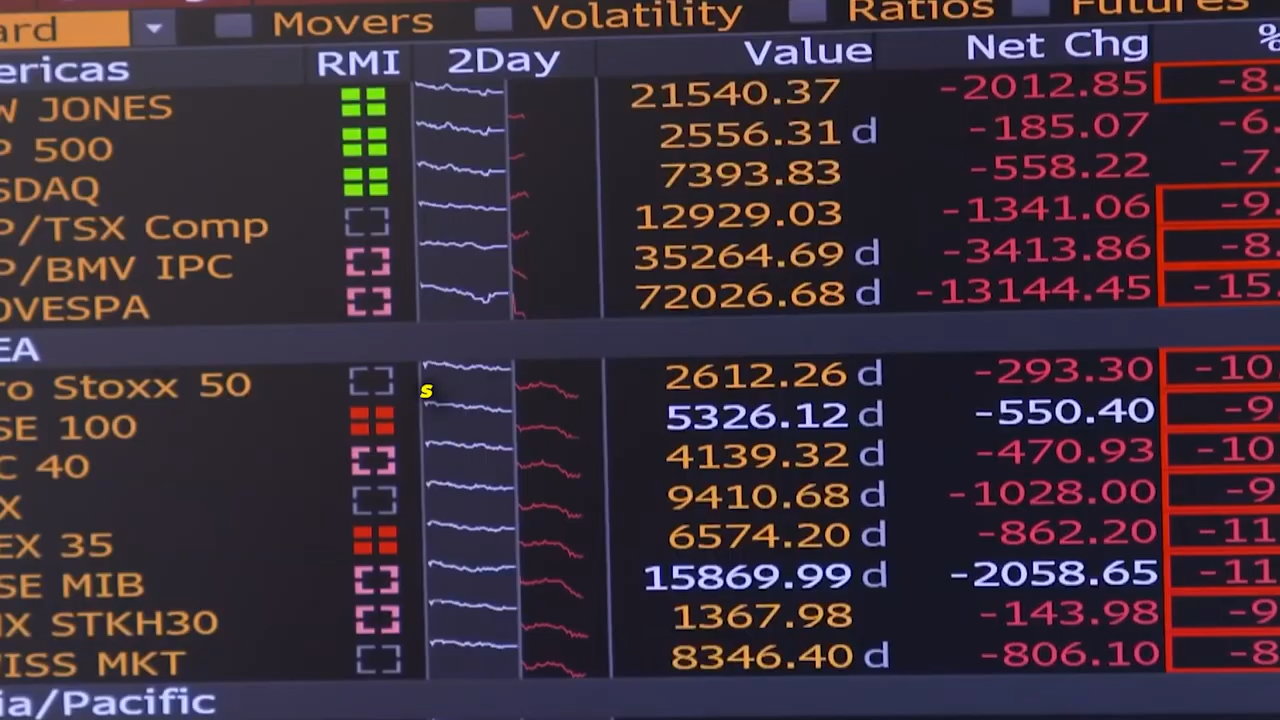 ard Movers Volatility Ratios Futures
ericas RMI 2Day Value Net Chg %
W JONES 21540.37 -2012.85 -8.
P 500 2556.31 d -185.07 -6.
SDAQ 7393.83 -558.22 -7.
P/TSX Comp 12929.03 -1341.06 -9.
P/BMV IPC 35264.69 d -3413.86 -8.
OVESPA 72026.68 d -13144.45 -15.
EA
ro Stoxx 50 2612.26 d -293.30 -10
s
SE 100 5326.12 d -550.40 -9
C 40 4139.32 d -470.93 -10
X 9410.68 d -1028.00 -9
EX 35 6574.20 d -862.20 -11
SE MIB 15869.99 d -2058.65 -11
IX STKH30 1367.98 -143.98 -9
ISS MKT 8346.40 d -806.10 -8
ia/Pacific